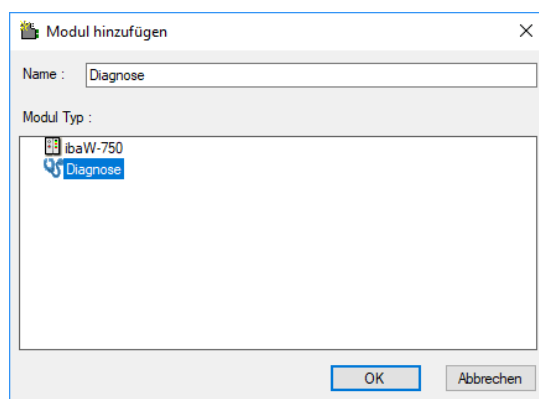 Modul hinzufügen
Name : Diagnose
Modul Typ :
ibaW-750
Diagnose
OK Abbrechen